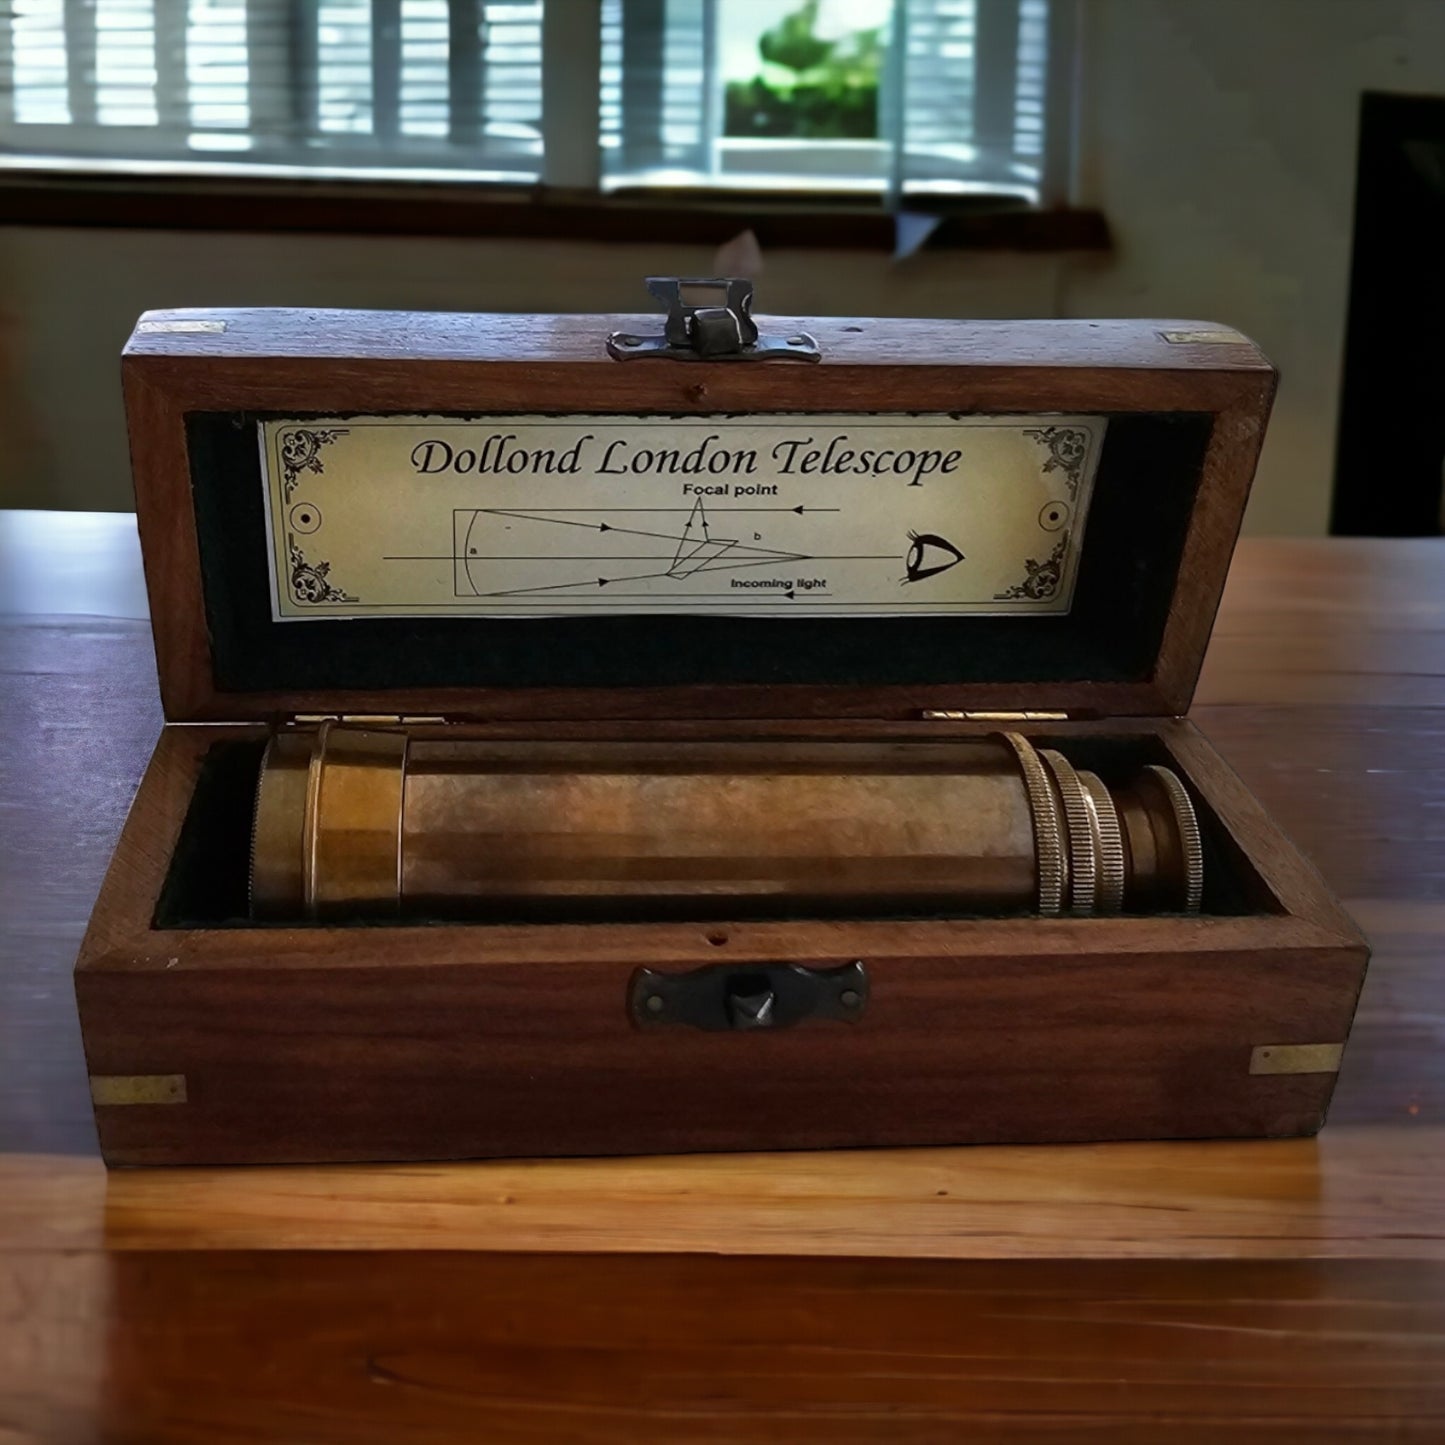 Dollond London Telescope
Focal point
b
a
Incoming light